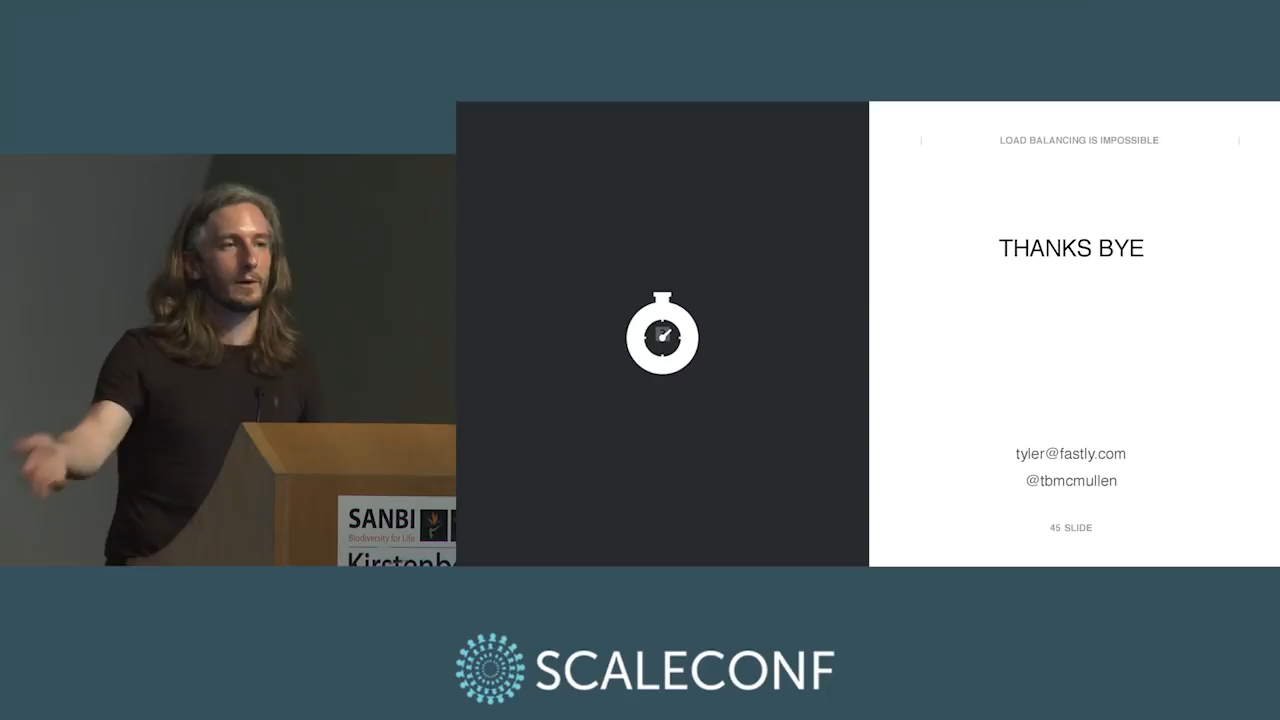 LOAD BALANCING IS IMPOSSIBLE
THANKS BYE
tyler@fastly.com
@tbmcmullen
45 SLIDE
SANBI
Biodiversity for Life
SCALECONF